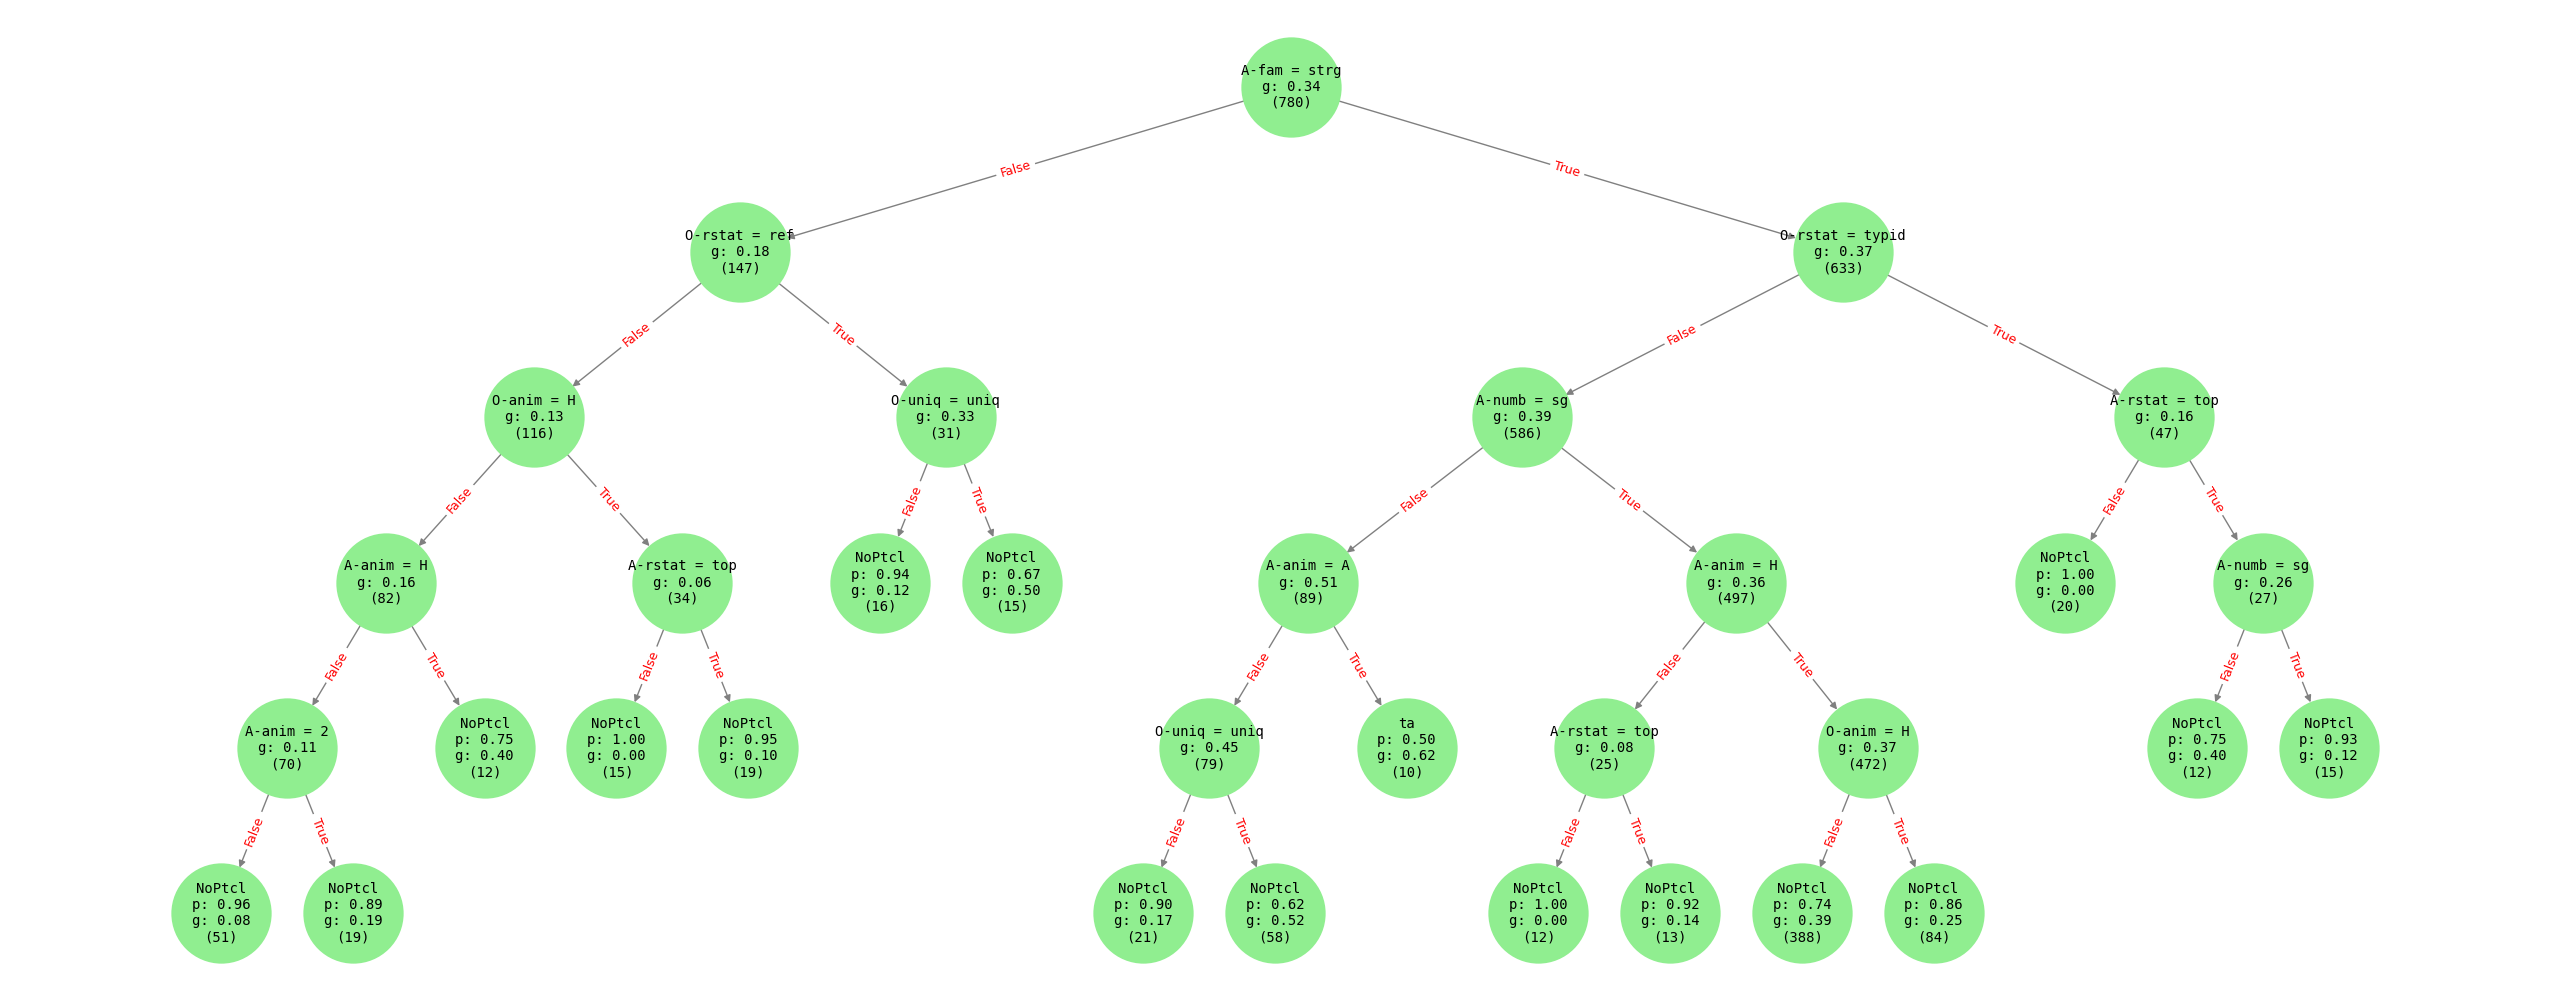 A-fam = strg
g: 0.34
(780)
False
True
O-rstat = ref
g: 0.18
(147)
O-rstat = typid
g: 0.37
(633)
False
True
False
True
O-anim = H
g: 0.13
(116)
O-uniq = uniq
g: 0.33
(31)
A-numb = sg
g: 0.39
(586)
A-rstat = top
g: 0.16
(47)
False
True
False
True
False
True
False
True
A-anim = H
g: 0.16
(82)
A-rstat = top
g: 0.06
(34)
NoPtcl
p: 0.94
g: 0.12
(16)
NoPtcl
p: 0.67
g: 0.50
(15)
A-anim = A
g: 0.51
(89)
A-anim = H
g: 0.36
(497)
NoPtcl
p: 1.00
g: 0.00
(20)
A-numb = sg
g: 0.26
(27)
False
True
False
True
False
True
False
True
False
True
A-anim = 2
g: 0.11
(70)
NoPtcl
p: 0.75
g: 0.40
(12)
NoPtcl
p: 1.00
g: 0.00
(15)
NoPtcl
p: 0.95
g: 0.10
(19)
O-uniq = uniq
g: 0.45
(79)
ta
p: 0.50
g: 0.62
(10)
A-rstat = top
g: 0.08
(25)
O-anim = H
g: 0.37
(472)
NoPtcl
p: 0.75
g: 0.40
(12)
NoPtcl
p: 0.93
g: 0.12
(15)
False
True
False
True
False
True
False
True
NoPtcl
p: 0.96
g: 0.08
(51)
NoPtcl
p: 0.89
g: 0.19
(19)
NoPtcl
p: 0.90
g: 0.17
(21)
NoPtcl
p: 0.62
g: 0.52
(58)
NoPtcl
p: 1.00
g: 0.00
(12)
NoPtcl
p: 0.92
g: 0.14
(13)
NoPtcl
p: 0.74
g: 0.39
(388)
NoPtcl
p: 0.86
g: 0.25
(84)